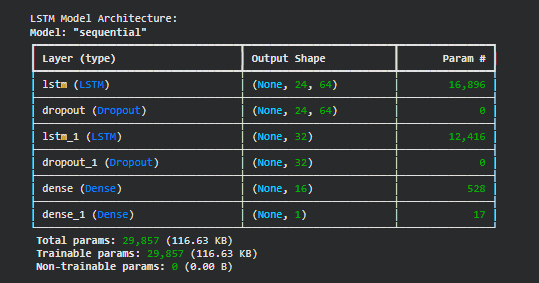 LSTM Model Architecture:
Model: "sequential"
Layer (type) Output Shape Param #
lstm (LSTM) (None, 24, 64) 16,896
dropout (Dropout) (None, 24, 64) 0
lstm_1 (LSTM) (None, 32) 12,416
dropout_1 (Dropout) (None, 32) 0
dense (Dense) (None, 16) 528
dense_1 (Dense) (None, 1) 17
Total params: 29,857 (116.63 KB)
Trainable params: 29,857 (116.63 KB)
Non-trainable params: 0 (0.00 B)